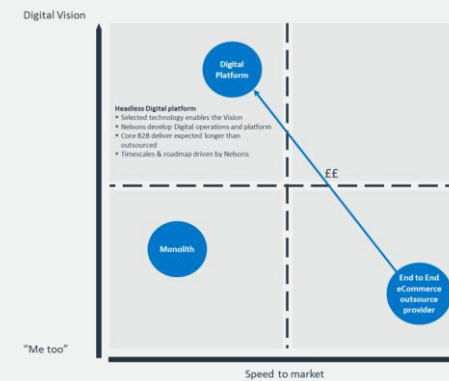 Digital Vision
Digital
Platform
Headless Digital platform
▪ Selected technology enables the Vision
▪ Nelsons develop Digital operations and platform
▪ Core B2B deliver expected longer than
outsourced
▪ Timescales & roadmap driven by Nelsons
££
Monolith
End to End
eCommerce
outsource
provider
"Me too"
Speed to market